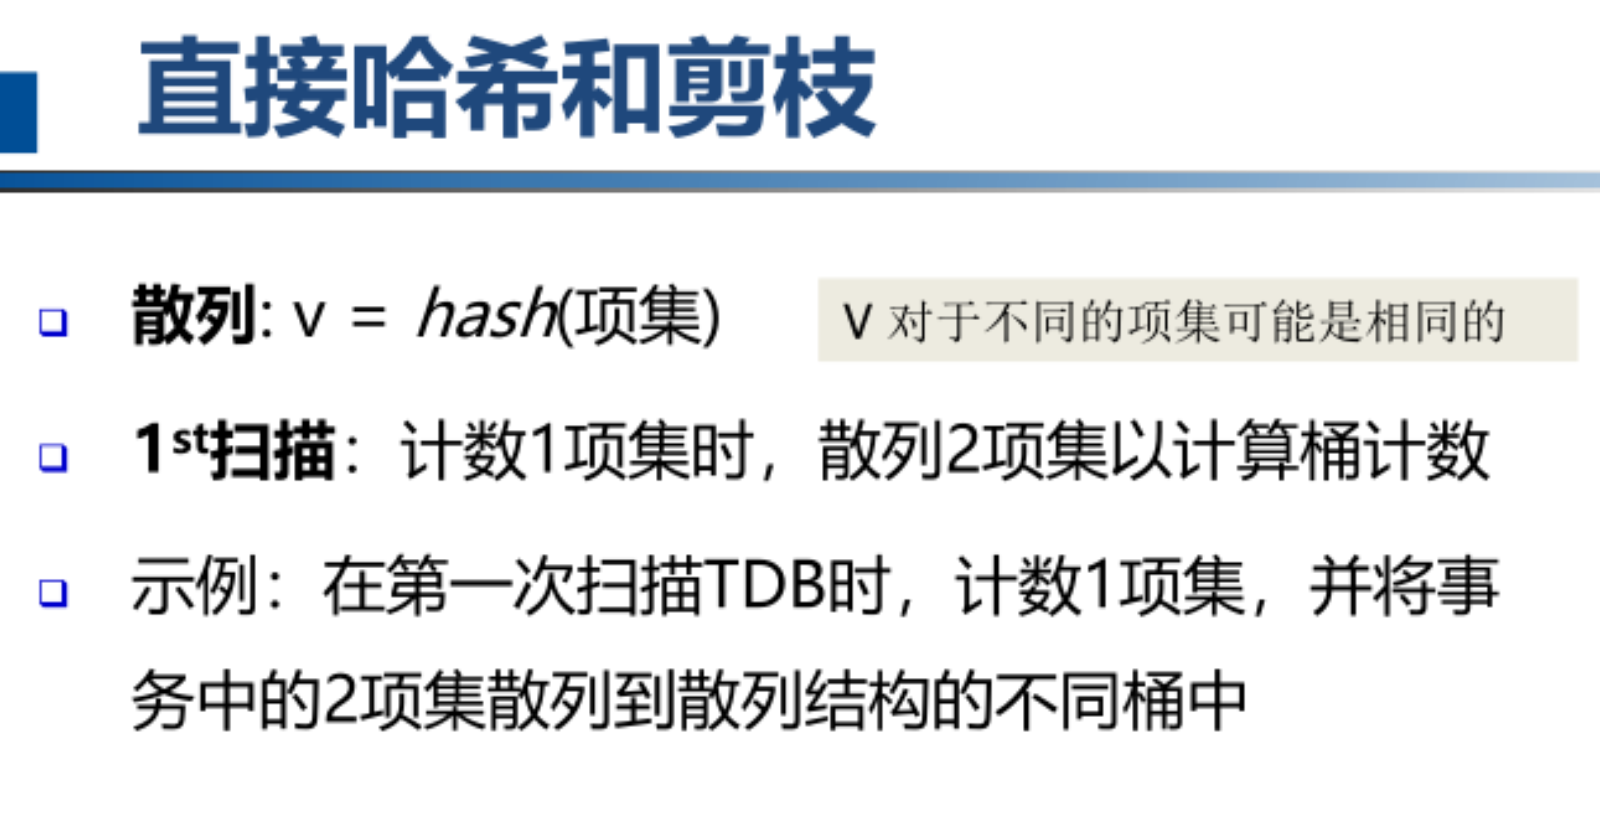 直接哈希和剪枝
散列: v = hash(项集)
V 对于不同的项集可能是相同的
1st扫描：计数1项集时，散列2项集以计算桶计数
示例：在第一次扫描TDB时，计数1项集，并将事
务中的2项集散列到散列结构的不同桶中